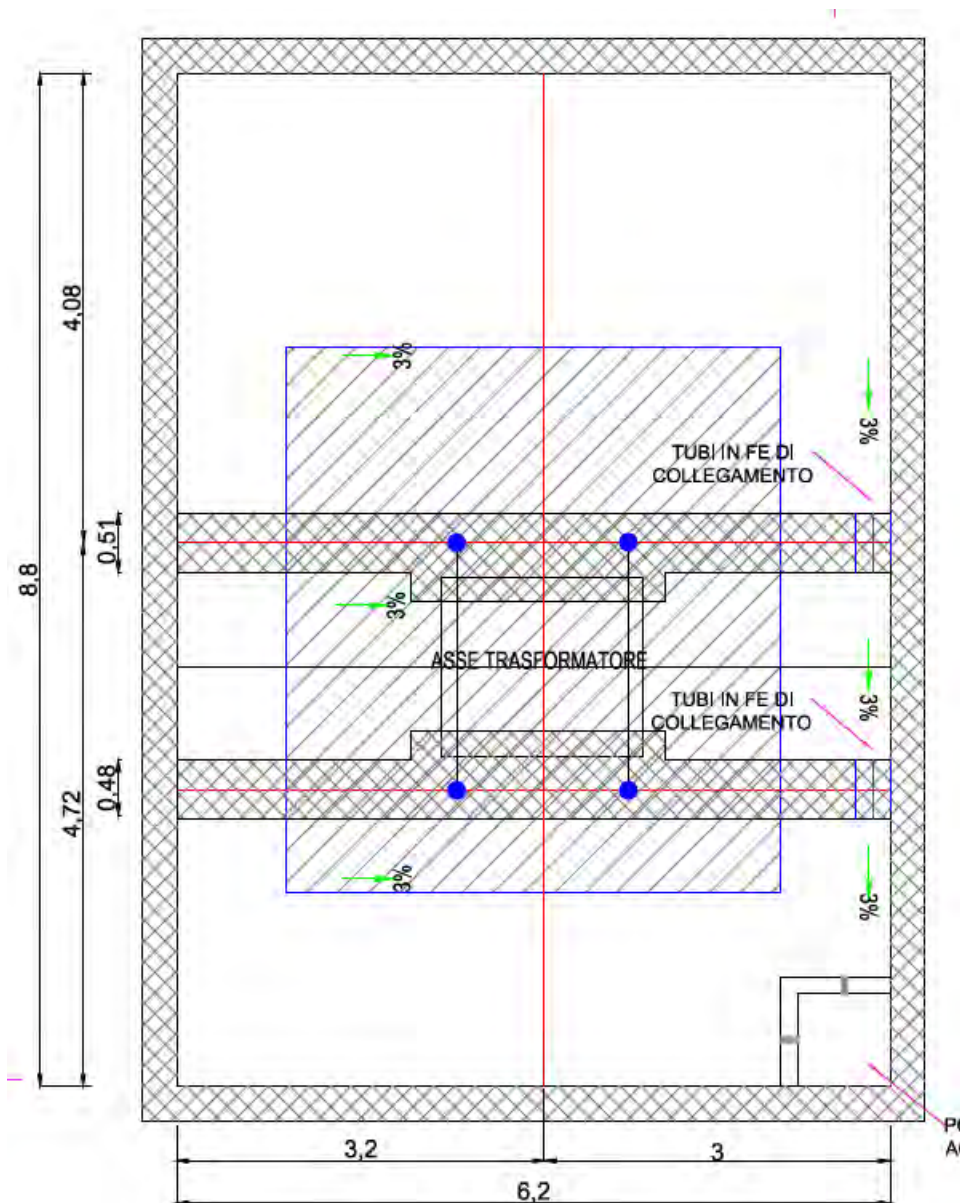 3%
4,08
3%
TUBI IN FE DI
COLLEGAMENTO
0,51
8,8
3%
ASSE TRASFORMATORE
3%
TUBI IN FE DI
COLLEGAMENTO
0,48
4,72
3%
3%
3,2
3
6,2